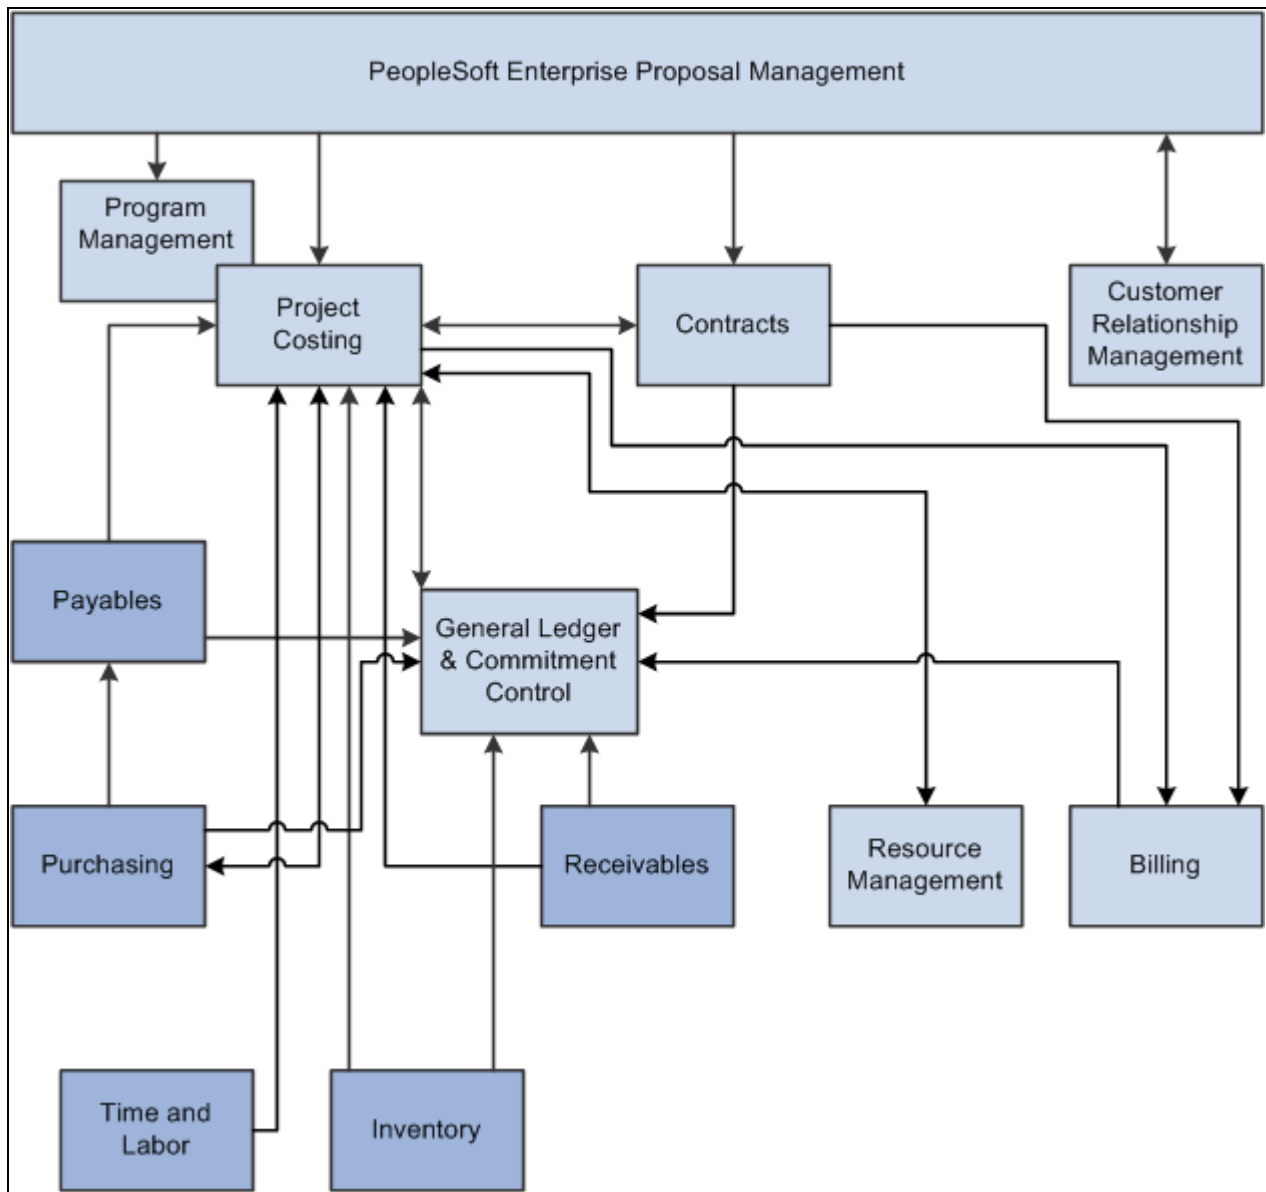 PeopleSoft Enterprise Proposal Management
Program
Management
Project
Costing
Contracts
Customer
Relationship
Management
Payables
General Ledger
& Commitment
Control
Purchasing
Receivables
Resource
Management
Billing
Time and
Labor
Inventory